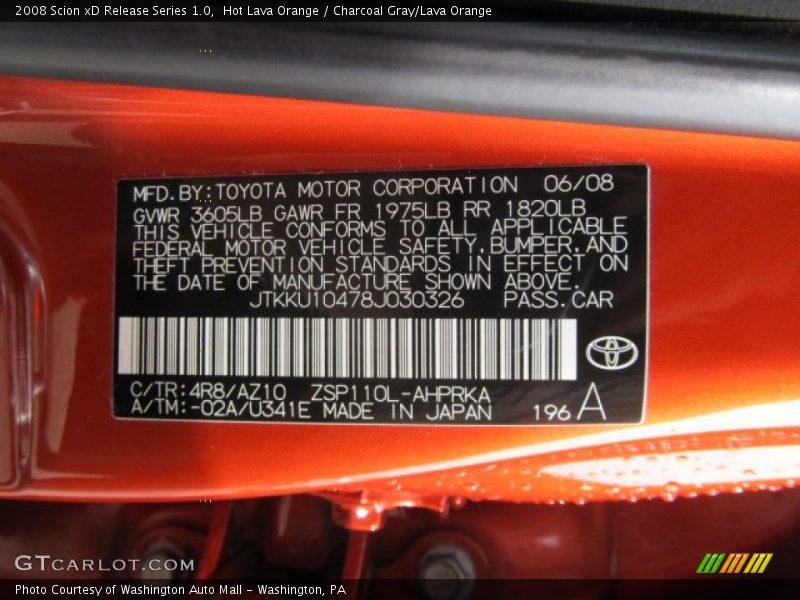 2008 Scion xD Release Series 1.0,  Hot Lava Orange / Charcoal Gray/Lava Orange
MFD.BY:TOYOTA MOTOR CORPORATION 06/08
GVWR 3605LB GAWR FR 1975LB RR 1820LB
THIS VEHICLE CONFORMS TO ALL APPLICABLE
FEDERAL MOTOR VEHICLE SAFETY,BUMPER,AND
THEFT PREVENTION STANDARDS IN EFFECT ON
THE DATE OF MANUFACTURE SHOWN ABOVE.
JTKKU10478J030326 PASS.CAR
C/TR:4R8/AZ10 ZSP110L-AHPRKA
A/TM:-02A/U341E MADE IN JAPAN 196 A
GTCARLOT.COM
Photo Courtesy of Washington Auto Mall - Washington, PA